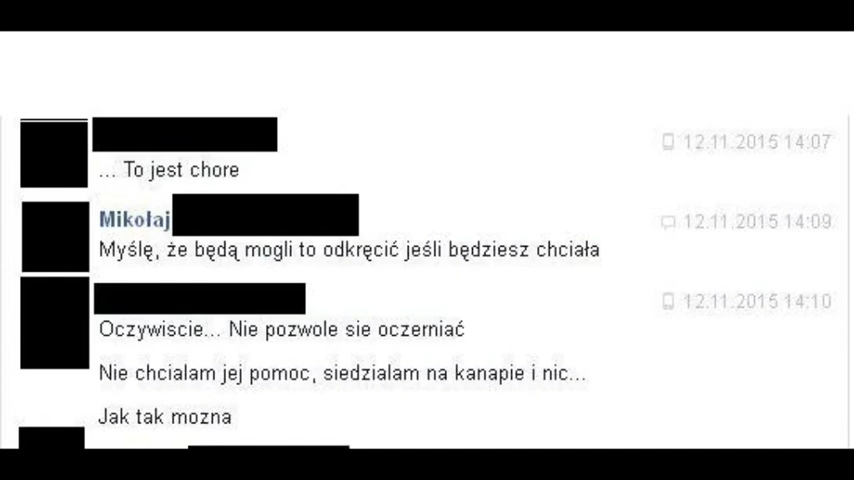 12.11.2015 14:07
... To jest chore
Mikołaj
12.11.2015 14:09
Myślę, że będą mogli to odkręcić jeśli będziesz chciała
12.11.2015 14:10
Oczywiscie... Nie pozwole sie oczerniać
Nie chcialam jej pomoc, siedzialam na kanapie i nic...
Jak tak mozna